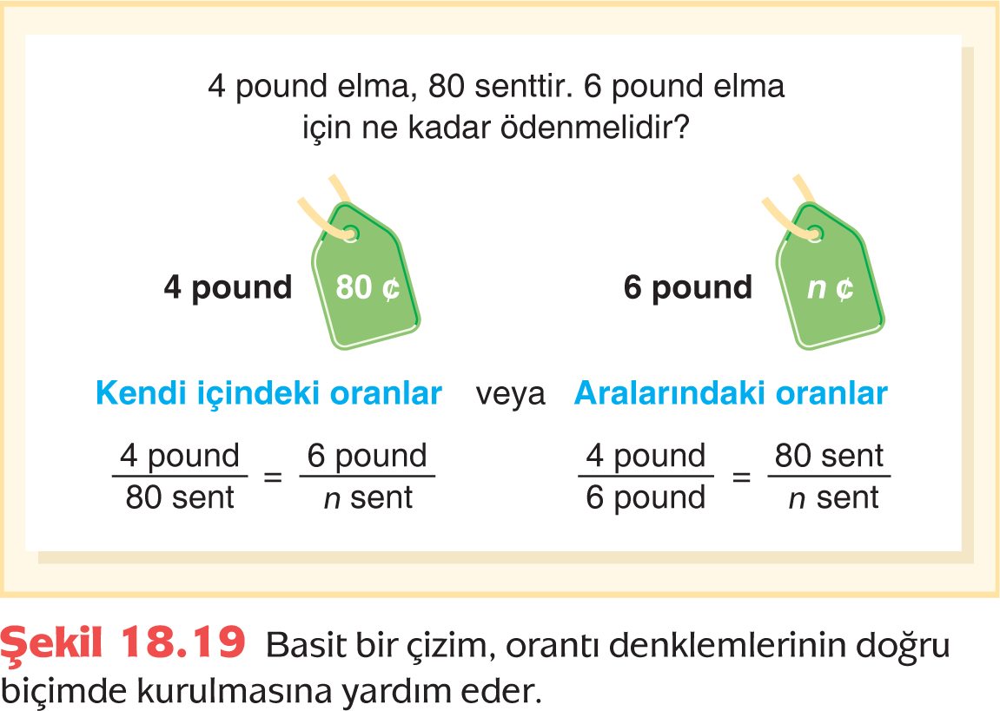 4 pound elma, 80 senttir. 6 pound elma
için ne kadar ödenmelidir?
4 pound 80 ¢ 6 pound n ¢
Kendi içindeki oranlar veya Aralarındaki oranlar
4 pound / 80 sent = 6 pound / n sent 4 pound / 6 pound = 80 sent / n sent
Şekil 18.19 Basit bir çizim, orantı denklemlerinin doğru
biçimde kurulmasına yardım eder.